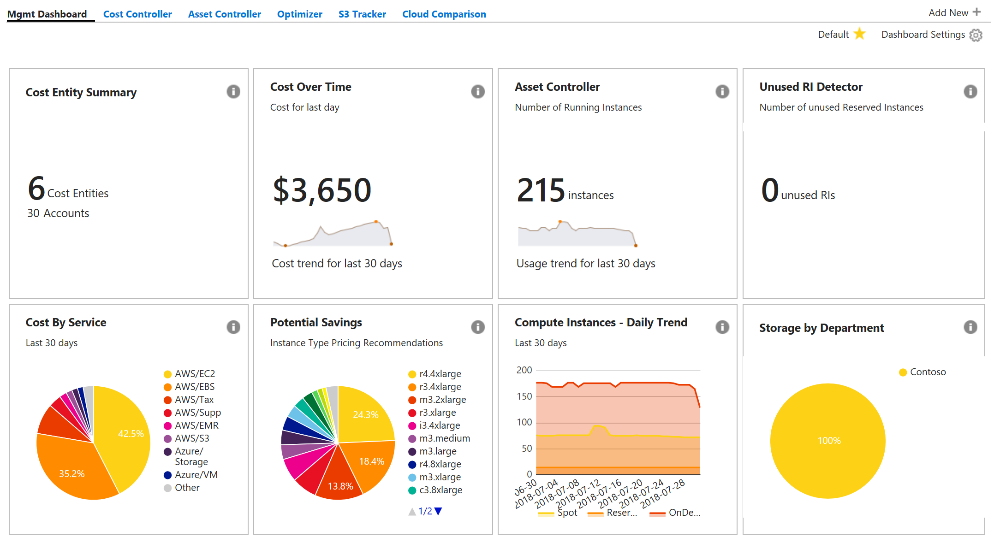 Mgmt Dashboard Cost Controller Asset Controller Optimizer S3 Tracker Cloud Comparison Add New
Default Dashboard Settings
Cost Entity Summary
6 Cost Entities
30 Accounts
Cost Over Time
Cost for last day
$3,650
Cost trend for last 30 days
Asset Controller
Number of Running Instances
215 instances
Usage trend for last 30 days
Unused RI Detector
Number of unused Reserved Instances
0 unused RIs
Cost By Service
Last 30 days
42.5%
35.2%
AWS/EC2
AWS/EBS
AWS/Tax
AWS/Supp
AWS/EMR
AWS/S3
Azure/
Storage
Azure/VM
Other
Potential Savings
Instance Type Pricing Recommendations
24.3%
18.4%
13.8%
r4.4xlarge
r3.4xlarge
m3.2xlarge
r3.xlarge
i3.4xlarge
m3.medium
m3.large
r4.8xlarge
m3.xlarge
c3.8xlarge
1/2
Compute Instances - Daily Trend
Last 30 days
200
150
100
50
0
06-30
2018-07-04
2018-07-08
2018-07-12
2018-07-16
2018-07-20
2018-07-24
2018-07-28
Spot Reser... OnDe...
Storage by Department
Contoso
100%